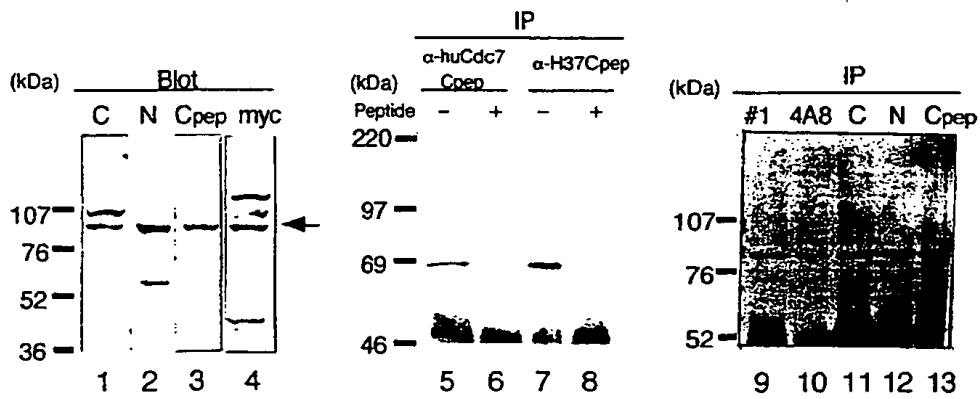 (kDa)
Blot
C N Cpep myc
107
76
52
36
1 2 3 4
IP
α-huCdc7 Cpep
α-H37Cpep
(kDa)
Peptide − + − +
220
97
69
46
5 6 7 8
IP
(kDa)
#1 4A8 C N Cpep
107
76
52
9 10 11 12 13